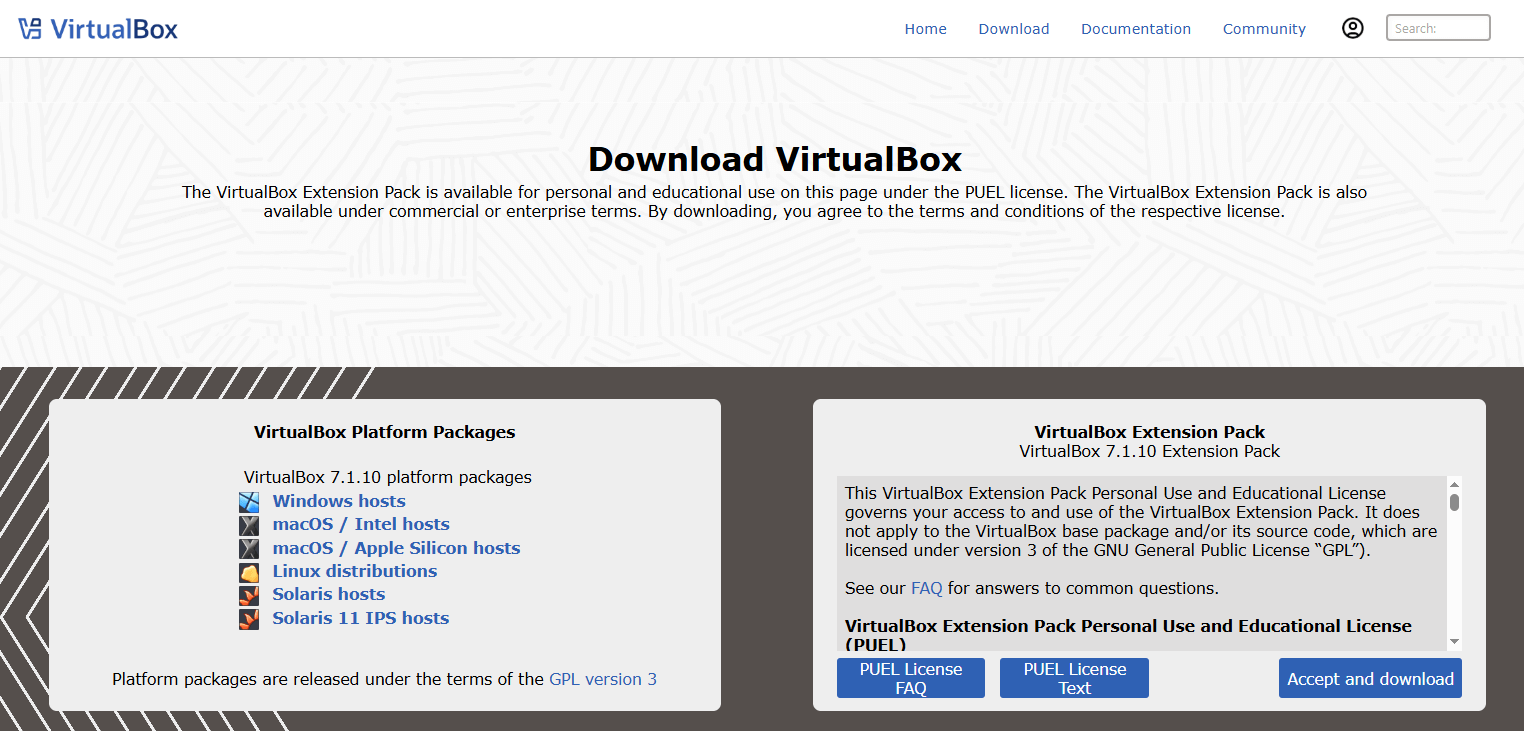 VirtualBox
Home Download Documentation Community Search:
Download VirtualBox
The VirtualBox Extension Pack is available for personal and educational use on this page under the PUEL license. The VirtualBox Extension Pack is also
available under commercial or enterprise terms. By downloading, you agree to the terms and conditions of the respective license.
VirtualBox Platform Packages
VirtualBox 7.1.10 platform packages
Windows hosts
macOS / Intel hosts
macOS / Apple Silicon hosts
Linux distributions
Solaris hosts
Solaris 11 IPS hosts
Platform packages are released under the terms of the GPL version 3
VirtualBox Extension Pack
VirtualBox 7.1.10 Extension Pack
This VirtualBox Extension Pack Personal Use and Educational License
governs your access to and use of the VirtualBox Extension Pack. It does
not apply to the VirtualBox base package and/or its source code, which are
licensed under version 3 of the GNU General Public License “GPL”).
See our FAQ for answers to common questions.
VirtualBox Extension Pack Personal Use and Educational License
(PUEL)
PUEL License
FAQ
PUEL License
Text
Accept and download